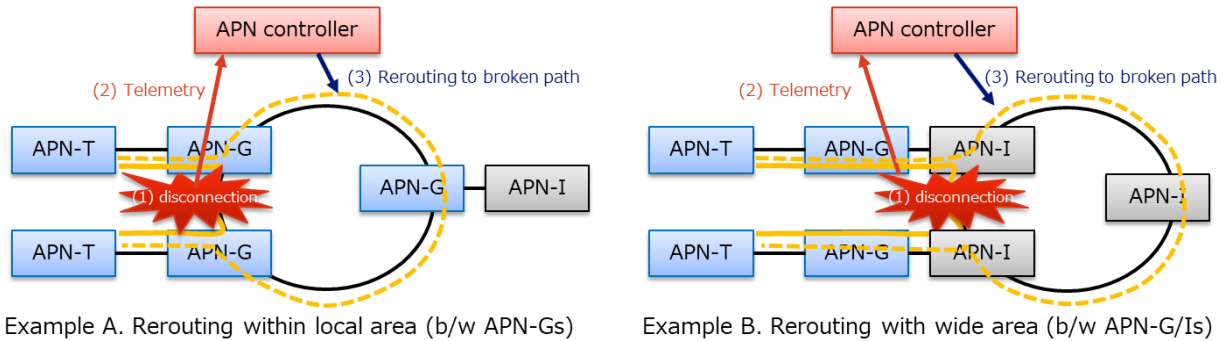 APN controller
(2) Telemetry
(3) Rerouting to broken path
APN-T
APN-G
(1) disconnection
APN-G
APN-I
APN-T
APN-G
Example A. Rerouting within local area (b/w APN-Gs)
APN controller
(2) Telemetry
(3) Rerouting to broken path
APN-T
APN-G
APN-I
(1) disconnection
APN-I
APN-T
APN-G
APN-I
Example B. Rerouting with wide area (b/w APN-G/Is)